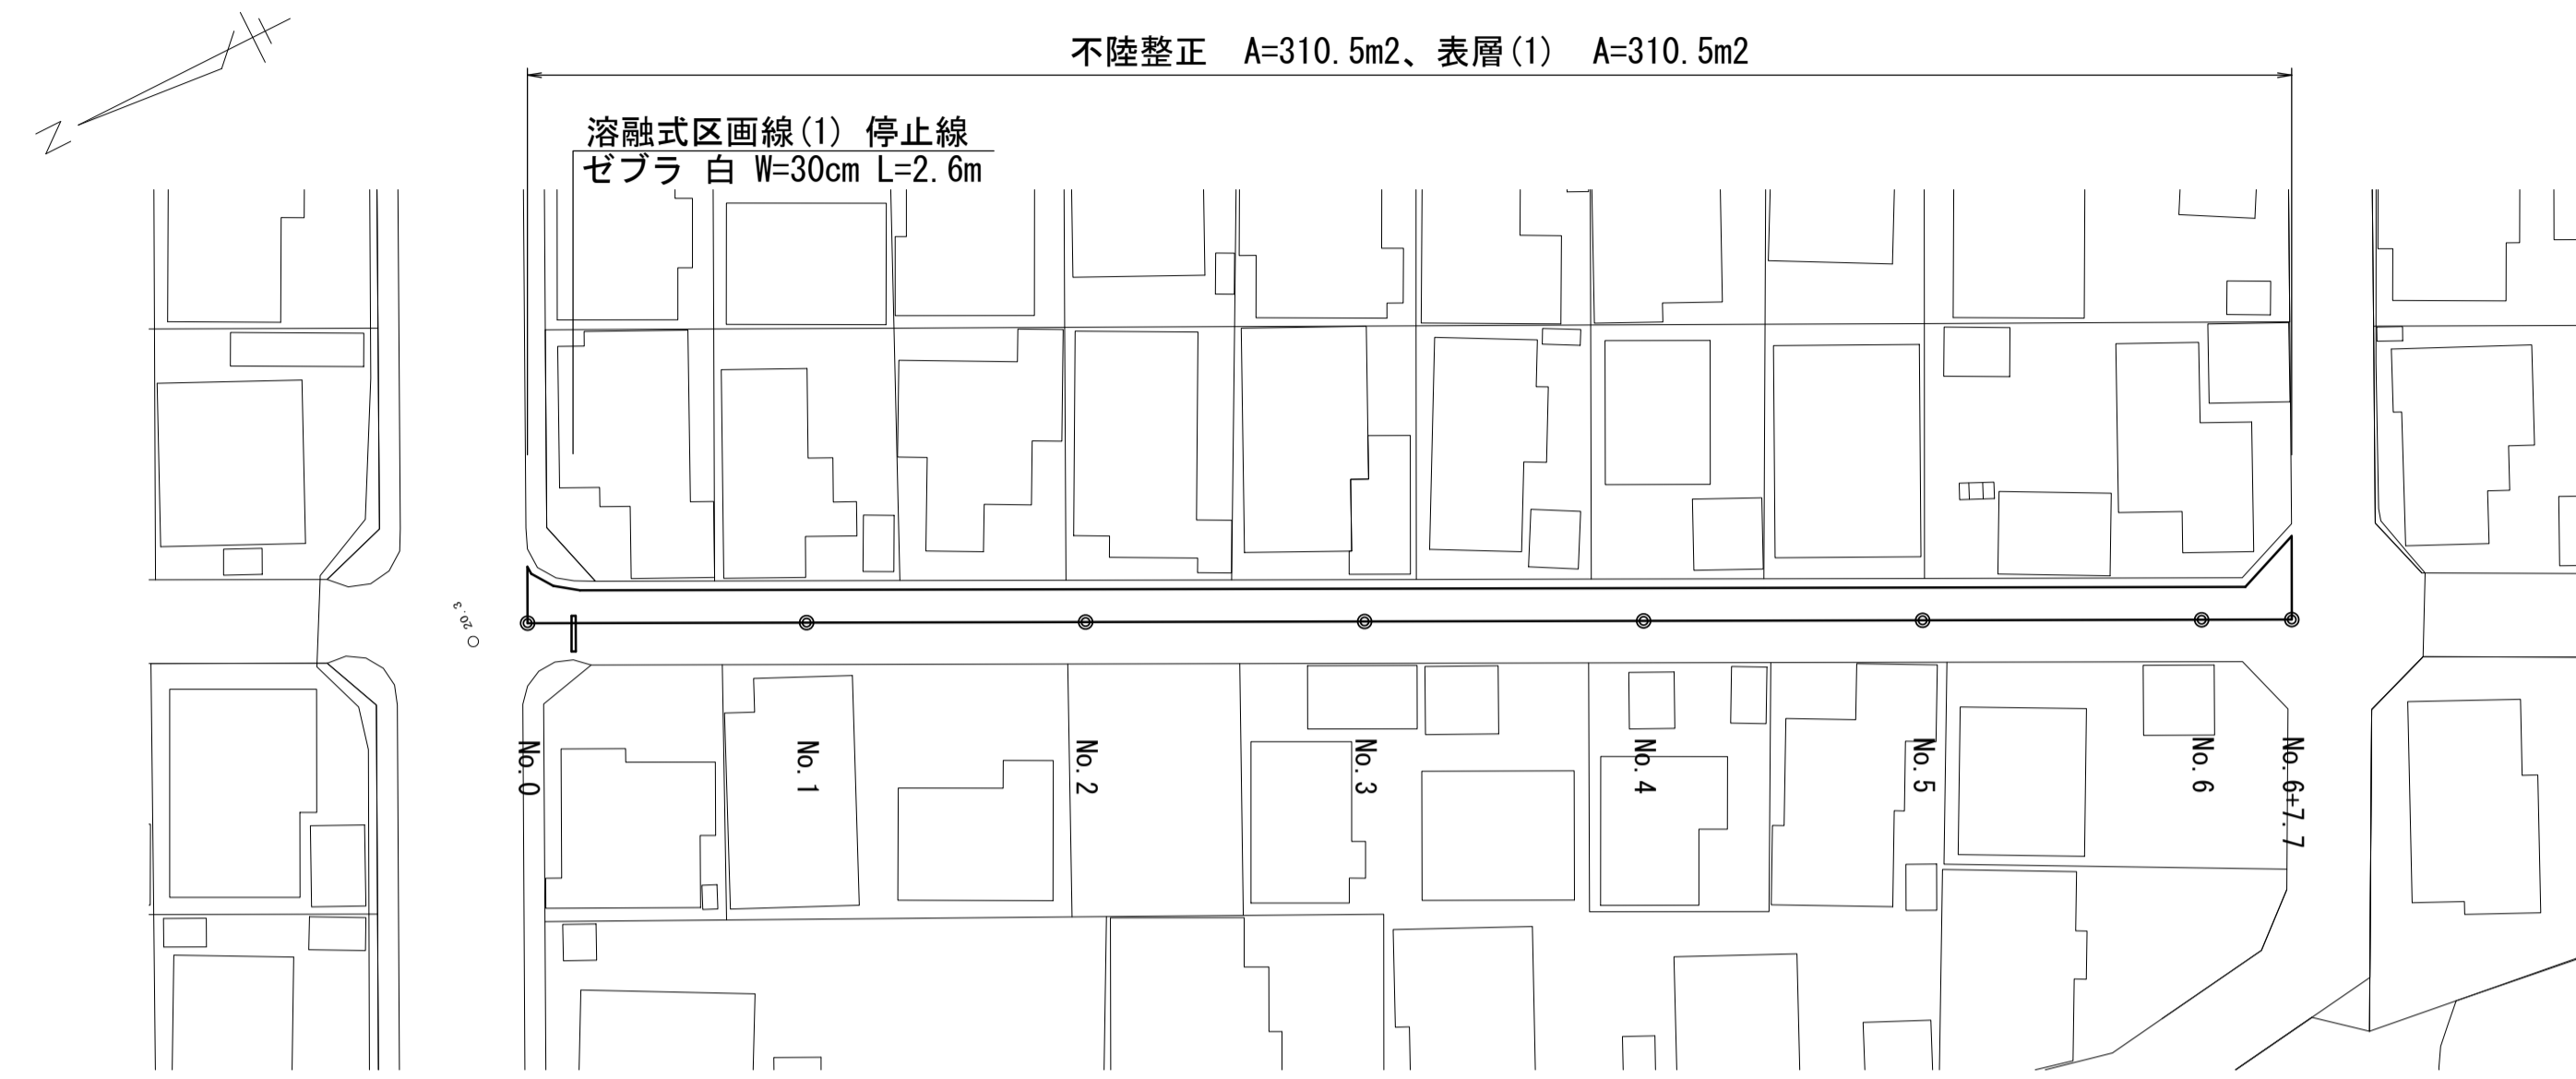 不陸整正　A=310.5m2、表層(1)　A=310.5m2
溶融式区画線(1) 停止線
ゼブラ 白 W=30cm L=2.6m
N
20.3
No.0
No.1
No.2
No.3
No.4
No.5
No.6
No.6+7.7